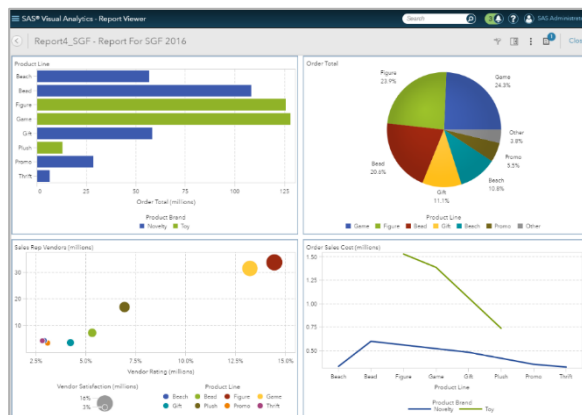 SAS® Visual Analytics - Report Viewer
Search
SAS Administrator
Report4_SGF - Report For SGF 2016
Product Line
Beach
Bead
Figure
Game
Gift
Plush
Promo
Thrift
0 25 50 75 100 125
Order Total (millions)
Product Brand
Novelty Toy
Order Total
Figure
23.9%
Game
24.3%
Other
3.8%
Promo
5.5%
Beach
10.8%
Gift
11.1%
Bead
20.6%
Product Line
Game Figure Bead Gift Beach Promo Other
Sales Rep Vendors (millions)
30
20
10
2.5% 5.0% 7.5% 10.0% 12.5% 15.0%
Vendor Rating (millions)
Vendor Satisfaction (millions)
16%
3%
Product Line
Beach Bead Figure Game
Gift Plush Promo Thrift
Order Sales Cost (millions)
1.50
1.25
1.00
0.75
0.50
Beach Bead Figure Game Gift Plush Promo Thrift
Product Line
Product Brand
Novelty Toy